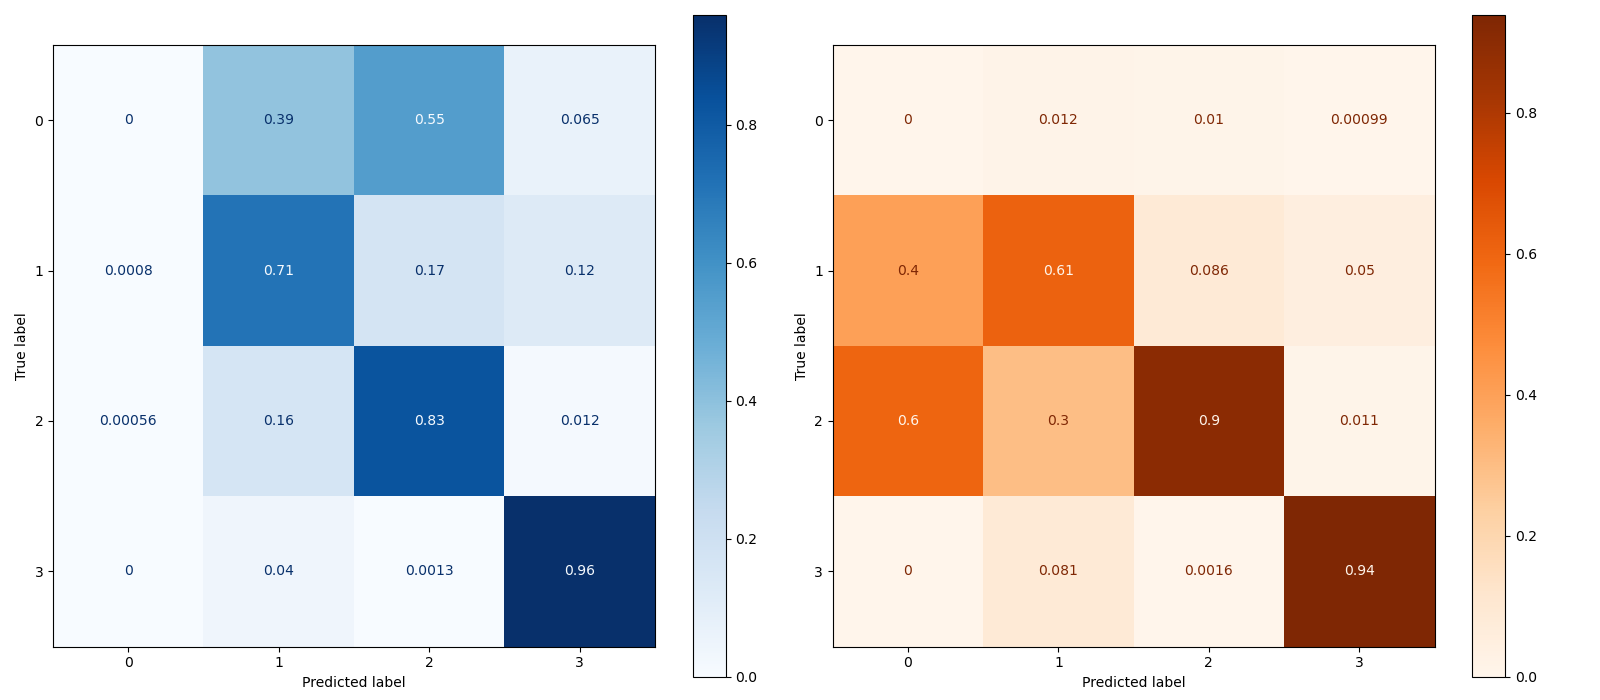 0 0 0.39 0.55 0.065
1 0.0008 0.71 0.17 0.12
2 0.00056 0.16 0.83 0.012
3 0 0.04 0.0013 0.96
0 1 2 3
Predicted label
True label
0.8
0.6
0.4
0.2
0.0
0 0 0.012 0.01 0.00099
1 0.4 0.61 0.086 0.05
2 0.6 0.3 0.9 0.011
3 0 0.081 0.0016 0.94
0 1 2 3
Predicted label
True label
0.8
0.6
0.4
0.2
0.0